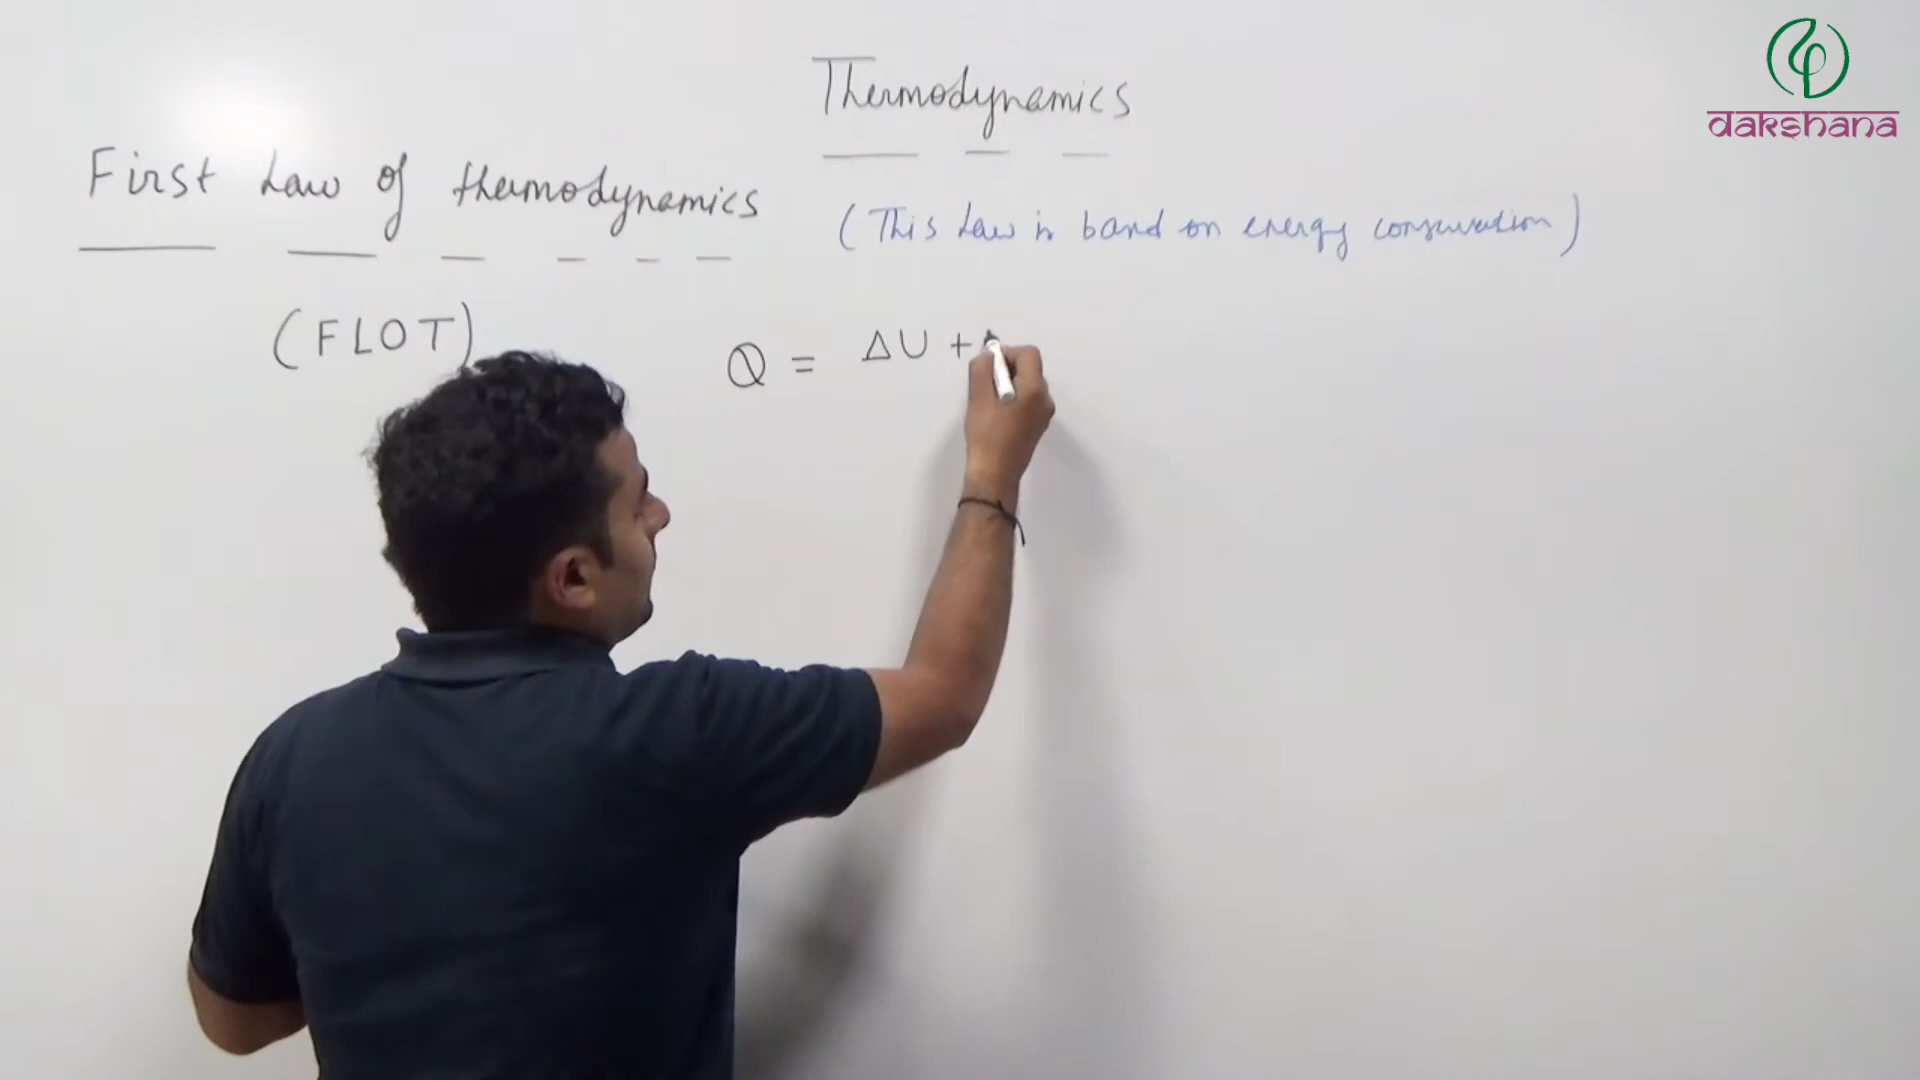 Thermodynamics
dakshana
First Law of thermodynamics
(This Law is based on energy conservation)
(FLOT)
Q = ΔU +